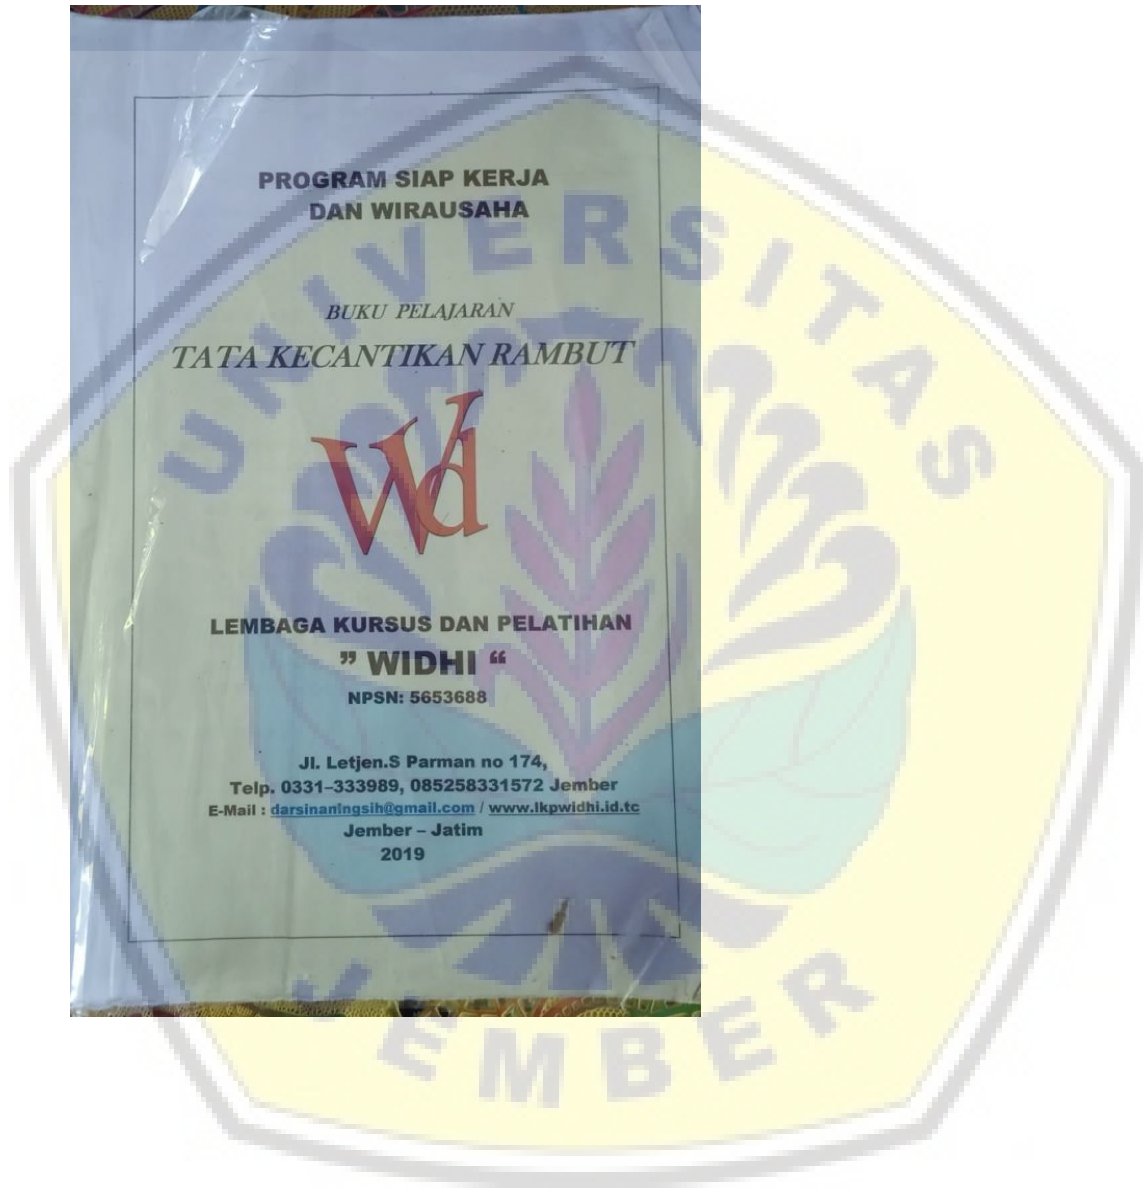 PROGRAM SIAP KERJA
DAN WIRAUSAHA
BUKU PELAJARAN
TATA KECANTIKAN RAMBUT
Wd
LEMBAGA KURSUS DAN PELATIHAN
” WIDHI “
NPSN: 5653688
Jl. Letjen.S Parman no 174,
Telp. 0331–333989, 085258331572 Jember
E-Mail : darsinaningsih@gmail.com / www.lkpwidhi.id.tc
Jember – Jatim
2019
UNIVERSITAS
JEMBER